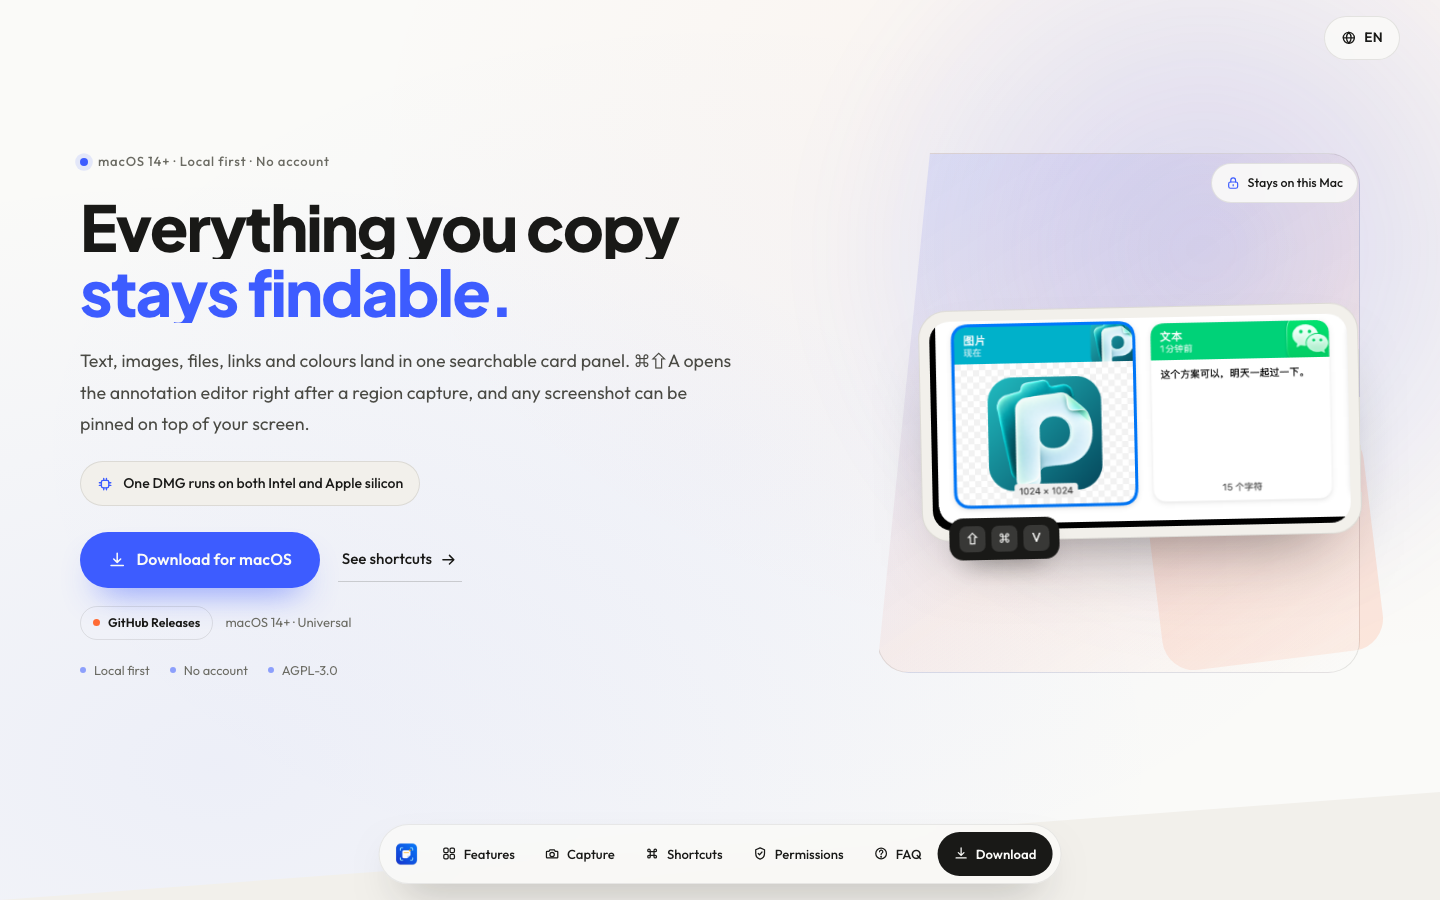 EN
macOS 14+ · Local first · No account
Everything you copy
stays findable.
Text, images, files, links and colours land in one searchable card panel. ⌘⇧A opens
the annotation editor right after a region capture, and any screenshot can be
pinned on top of your screen.
One DMG runs on both Intel and Apple silicon
Download for macOS
See shortcuts →
GitHub Releases
macOS 14+ · Universal
Local first
No account
AGPL-3.0
Stays on this Mac
图片
现在
1024 × 1024
文本
1分钟前
这个方案可以，明天一起过一下。
15 个字符
⇧ ⌘ V
Features
Capture
Shortcuts
Permissions
FAQ
Download